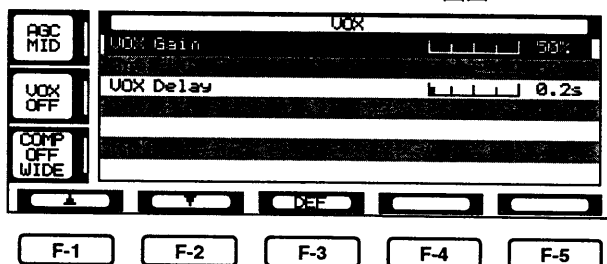 VOX
AGC
MID
VOX Gain 50%
VOX
OFF
VOX Delay 0.2s
COMP
OFF
WIDE
▲ ▼ DEF
F-1 F-2 F-3 F-4 F-5